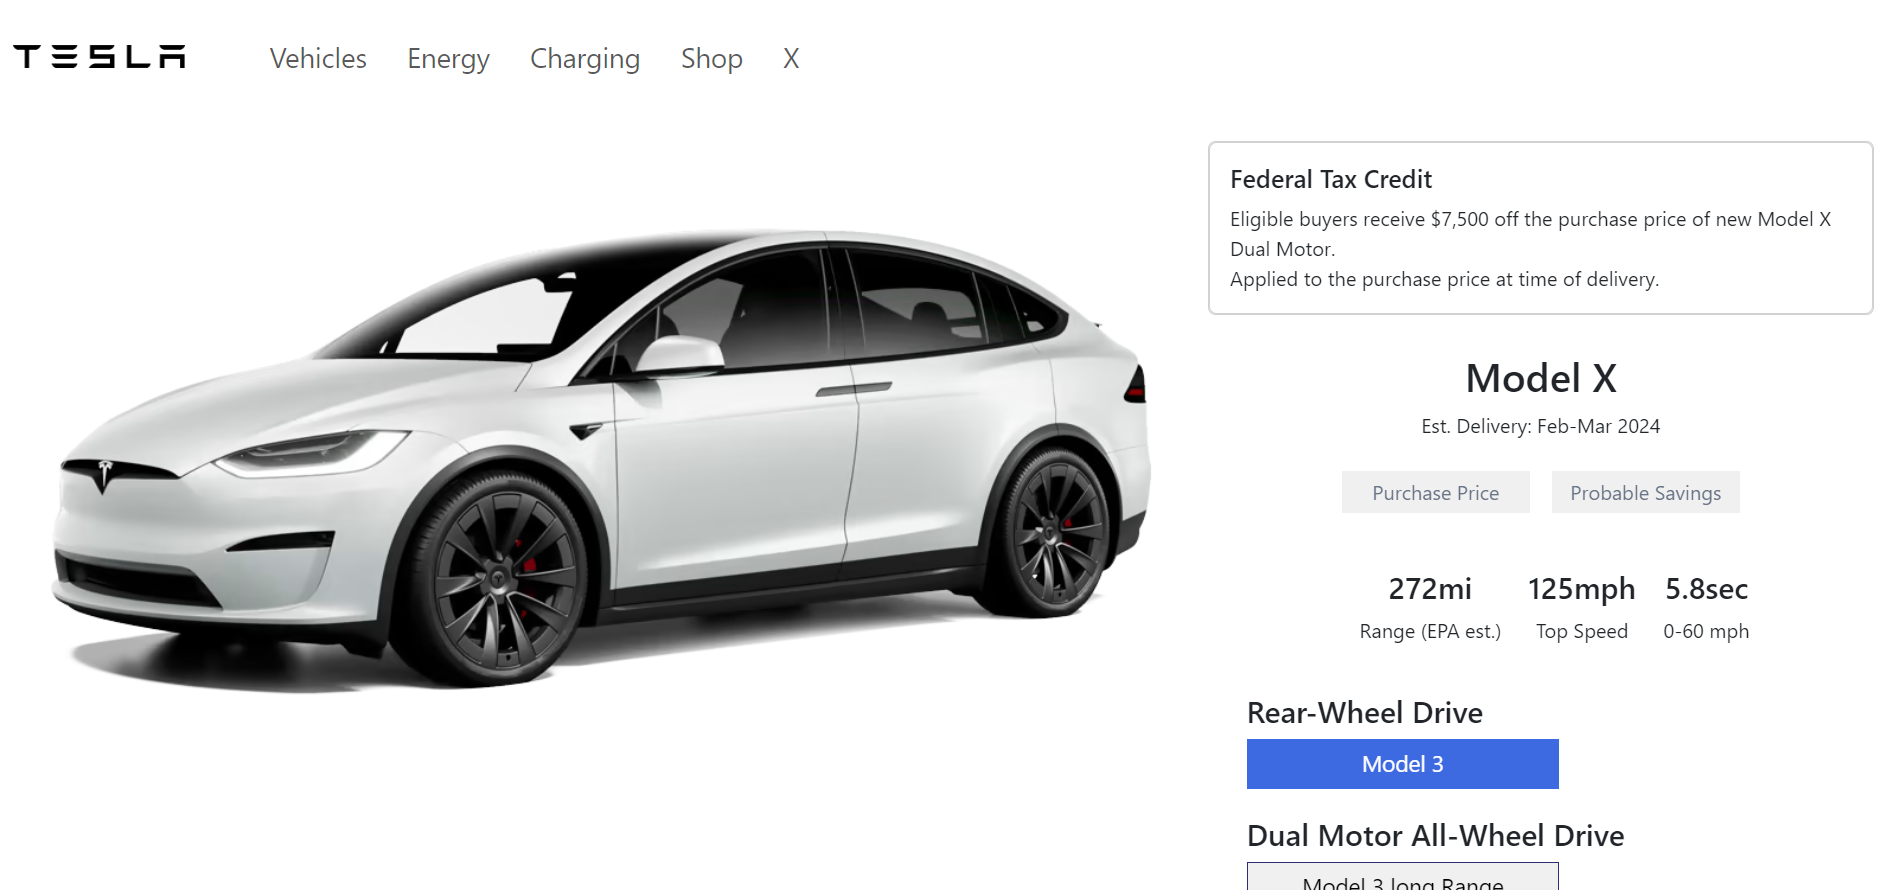 TESLA
Vehicles Energy Charging Shop X
Federal Tax Credit
Eligible buyers receive $7,500 off the purchase price of new Model X
Dual Motor.
Applied to the purchase price at time of delivery.
Model X
Est. Delivery: Feb-Mar 2024
Purchase Price Probable Savings
272mi 125mph 5.8sec
Range (EPA est.) Top Speed 0-60 mph
Rear-Wheel Drive
Model 3
Dual Motor All-Wheel Drive
Model 3 long Range